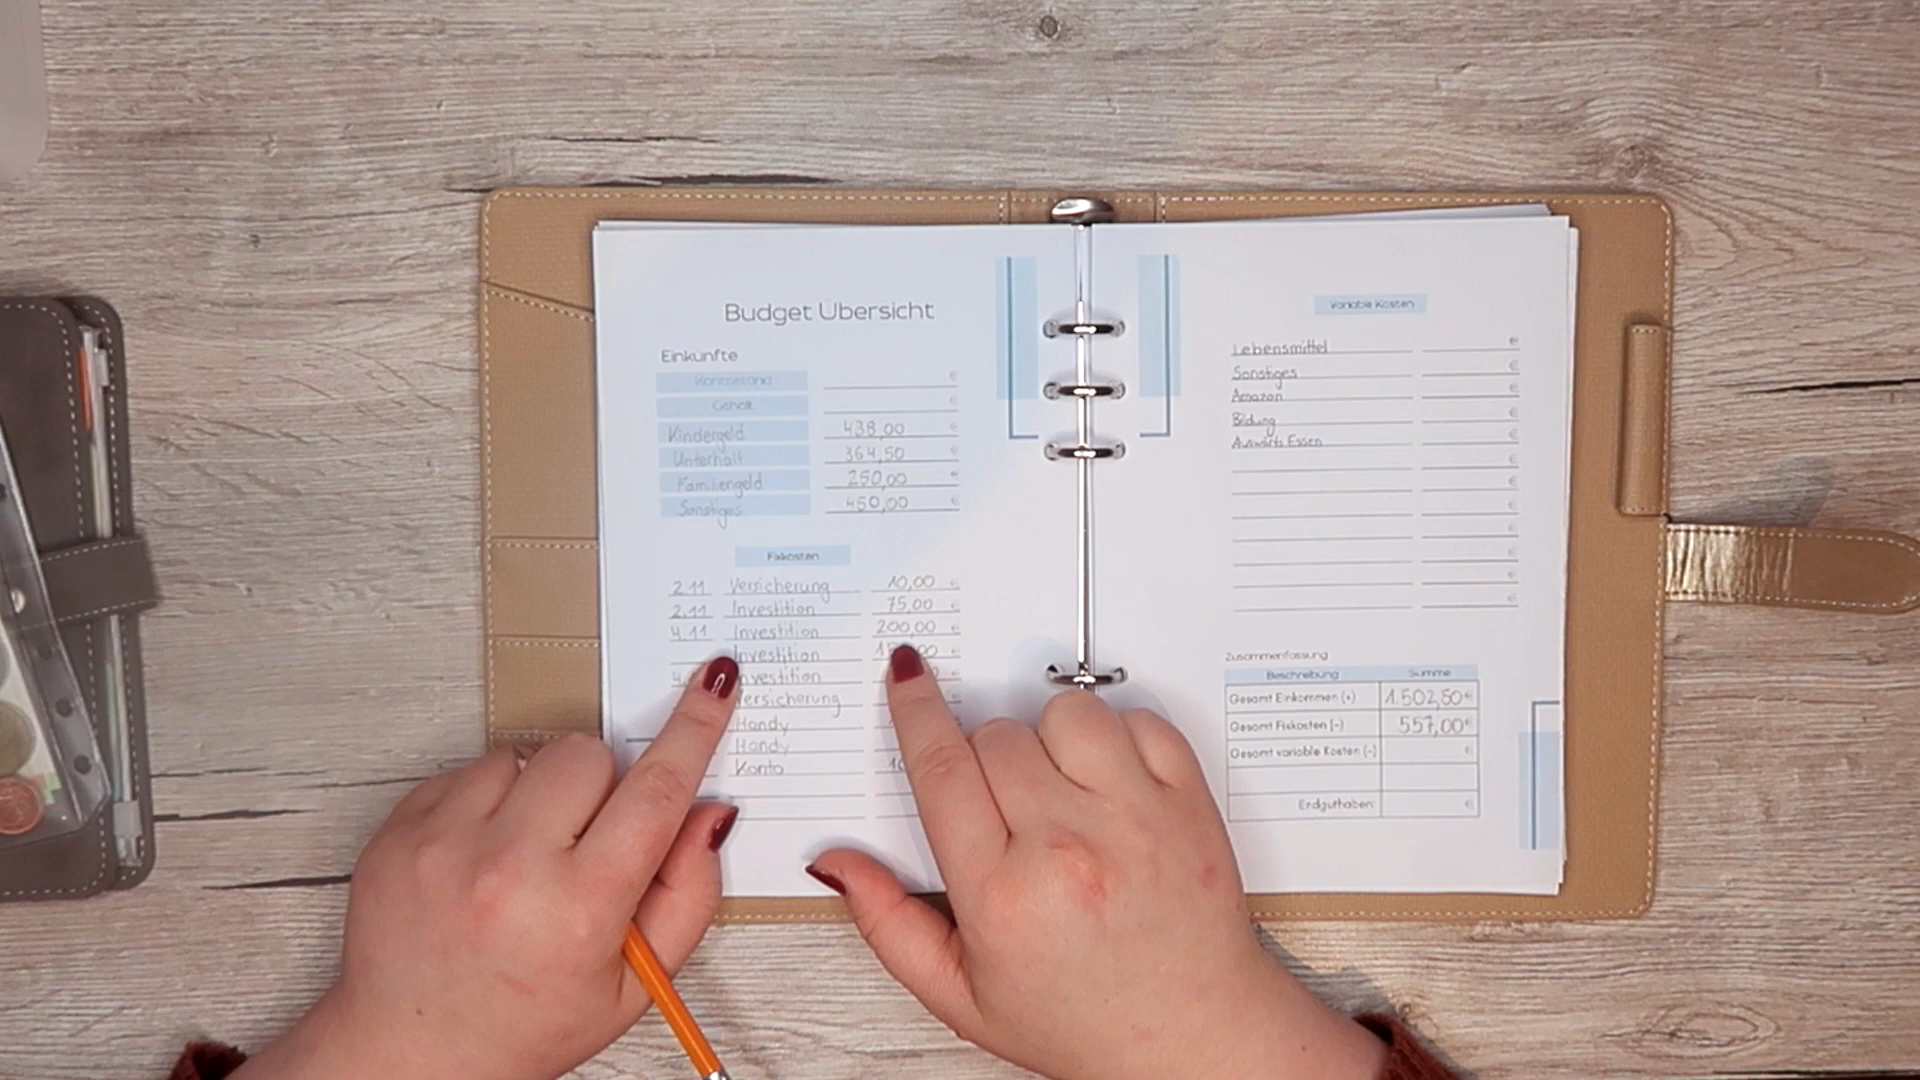 Budget Übersicht
Einkünfte
Kontostand €
Gehalt €
Kindergeld 438,00 €
Unterhalt 364,50 €
Familiengeld 250,00 €
Sonstiges 450,00 €
Fixkosten
2.11 Versicherung 10,00 €
2.11 Investition 75,00 €
4.11 Investition 200,00 €
Investition €
Investition
Versicherung
Handy
Handy
Konto
Variable Kosten
Lebensmittel €
Sonstiges €
Amazon €
Bildung €
Auswärts Essen €
€
€
€
€
€
€
€
Zusammenfassung
Beschreibung Summe
Gesamt Einkommen (+) 1.502,50 €
Gesamt Fixkosten (-) 557,00 €
Gesamt variable Kosten (-) €
Endguthaben: €